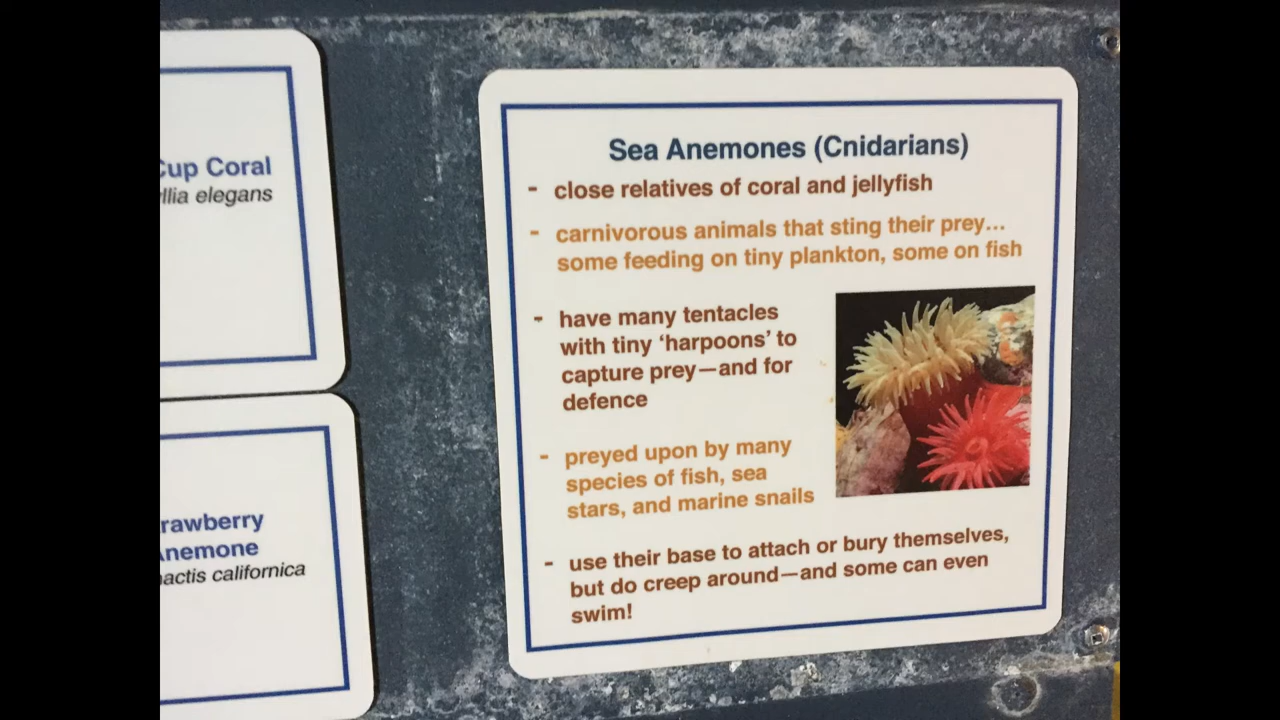 Cup Coral
llia elegans
rawberry
Anemone
actis californica
Sea Anemones (Cnidarians)
- close relatives of coral and jellyfish
- carnivorous animals that sting their prey...
some feeding on tiny plankton, some on fish
- have many tentacles
with tiny ‘harpoons’ to
capture prey—and for
defence
- preyed upon by many
species of fish, sea
stars, and marine snails
- use their base to attach or bury themselves,
but do creep around—and some can even
swim!